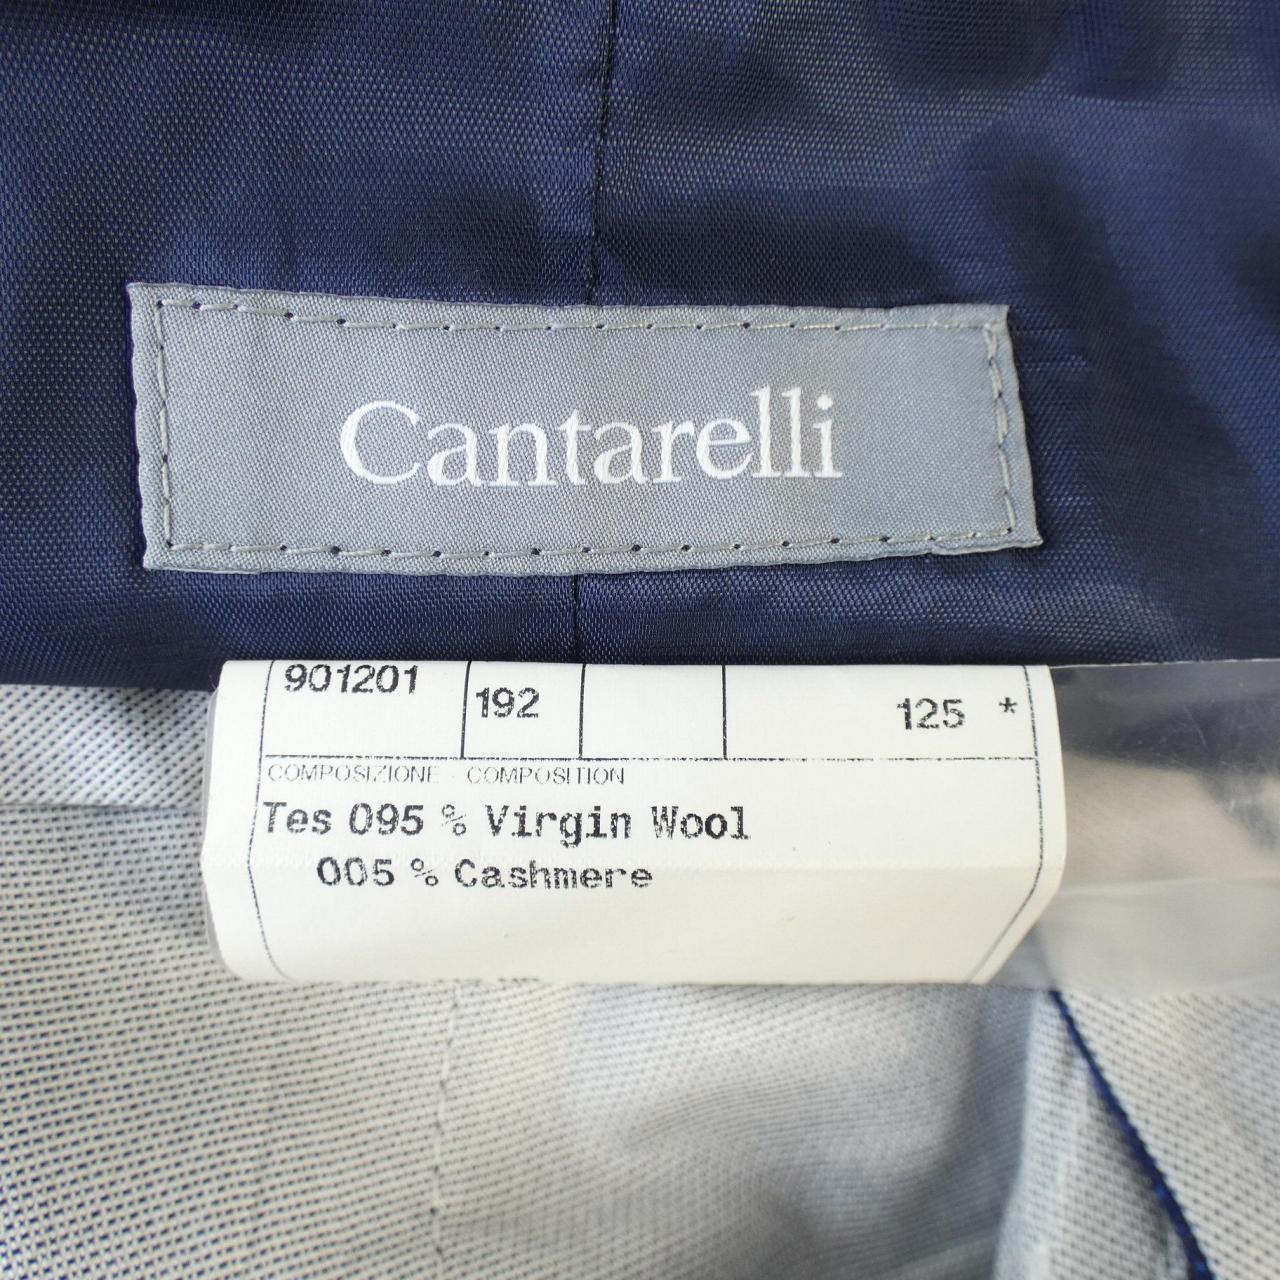 Cantarelli
901201 192 125 *
COMPOSIZIONE - COMPOSITION
Tes 095 % Virgin Wool
005 % Cashmere